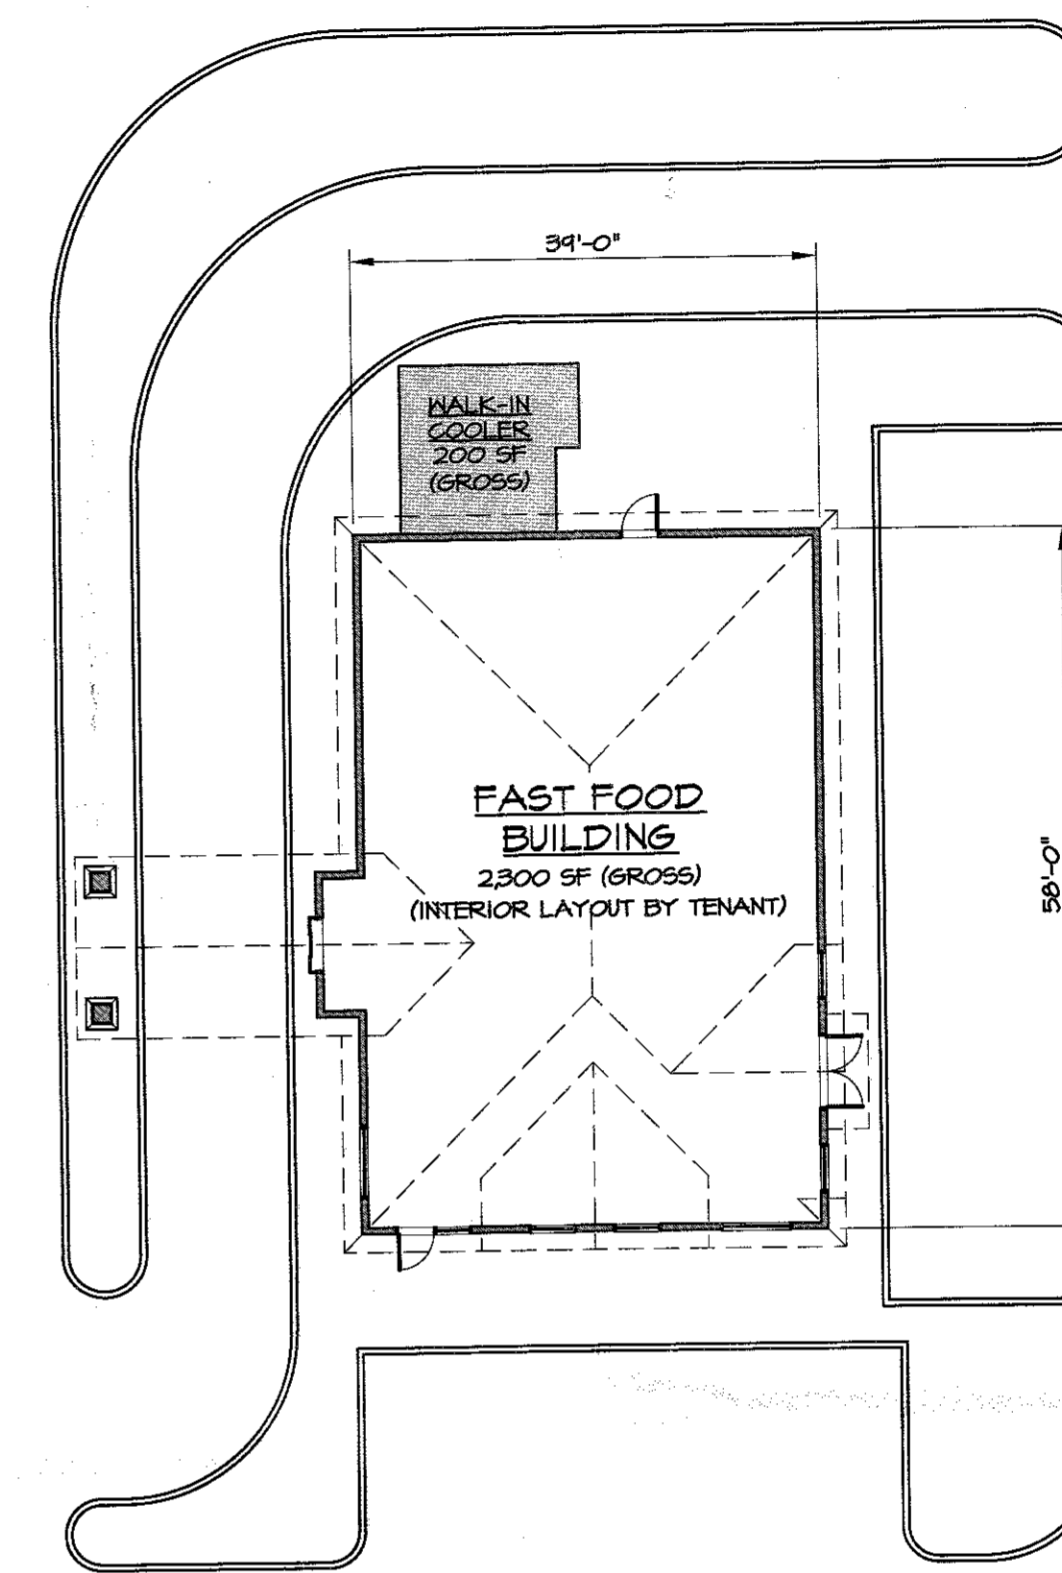 39'-0"
WALK-IN
COOLER
200 SF
(GROSS)
FAST FOOD
BUILDING
2,300 SF (GROSS)
(INTERIOR LAYOUT BY TENANT)
58'-0"